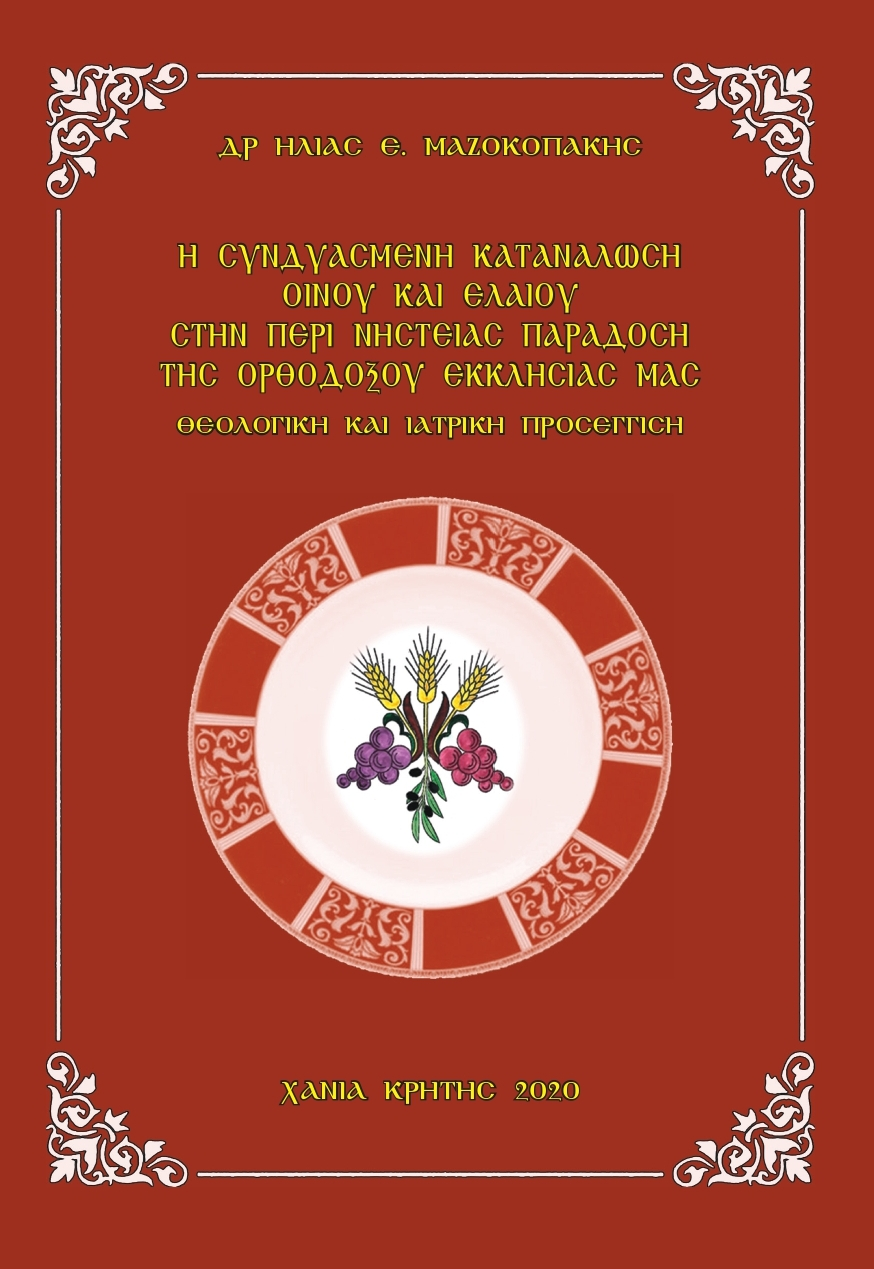 ΔΡ ΗΛΙΑΣ Ε. ΜΑΖΟΚΟΠΑΚΗΣ
Η ΣΥΝΔΥΑΣΜΕΝΗ ΚΑΤΑΝΑΛΩΣΗ
ΟΙΝΟΥ ΚΑΙ ΕΛΑΙΟΥ
ΣΤΗΝ ΠΕΡΙ ΝΗΣΤΕΙΑΣ ΠΑΡΑΔΟΣΗ
ΤΗΣ ΟΡΘΟΔΟΞΟΥ ΕΚΚΛΗΣΙΑΣ ΜΑΣ
ΘΕΟΛΟΓΙΚΗ ΚΑΙ ΙΑΤΡΙΚΗ ΠΡΟΣΕΓΓΙΣΗ
ΧΑΝΙΑ ΚΡΗΤΗΣ 2020